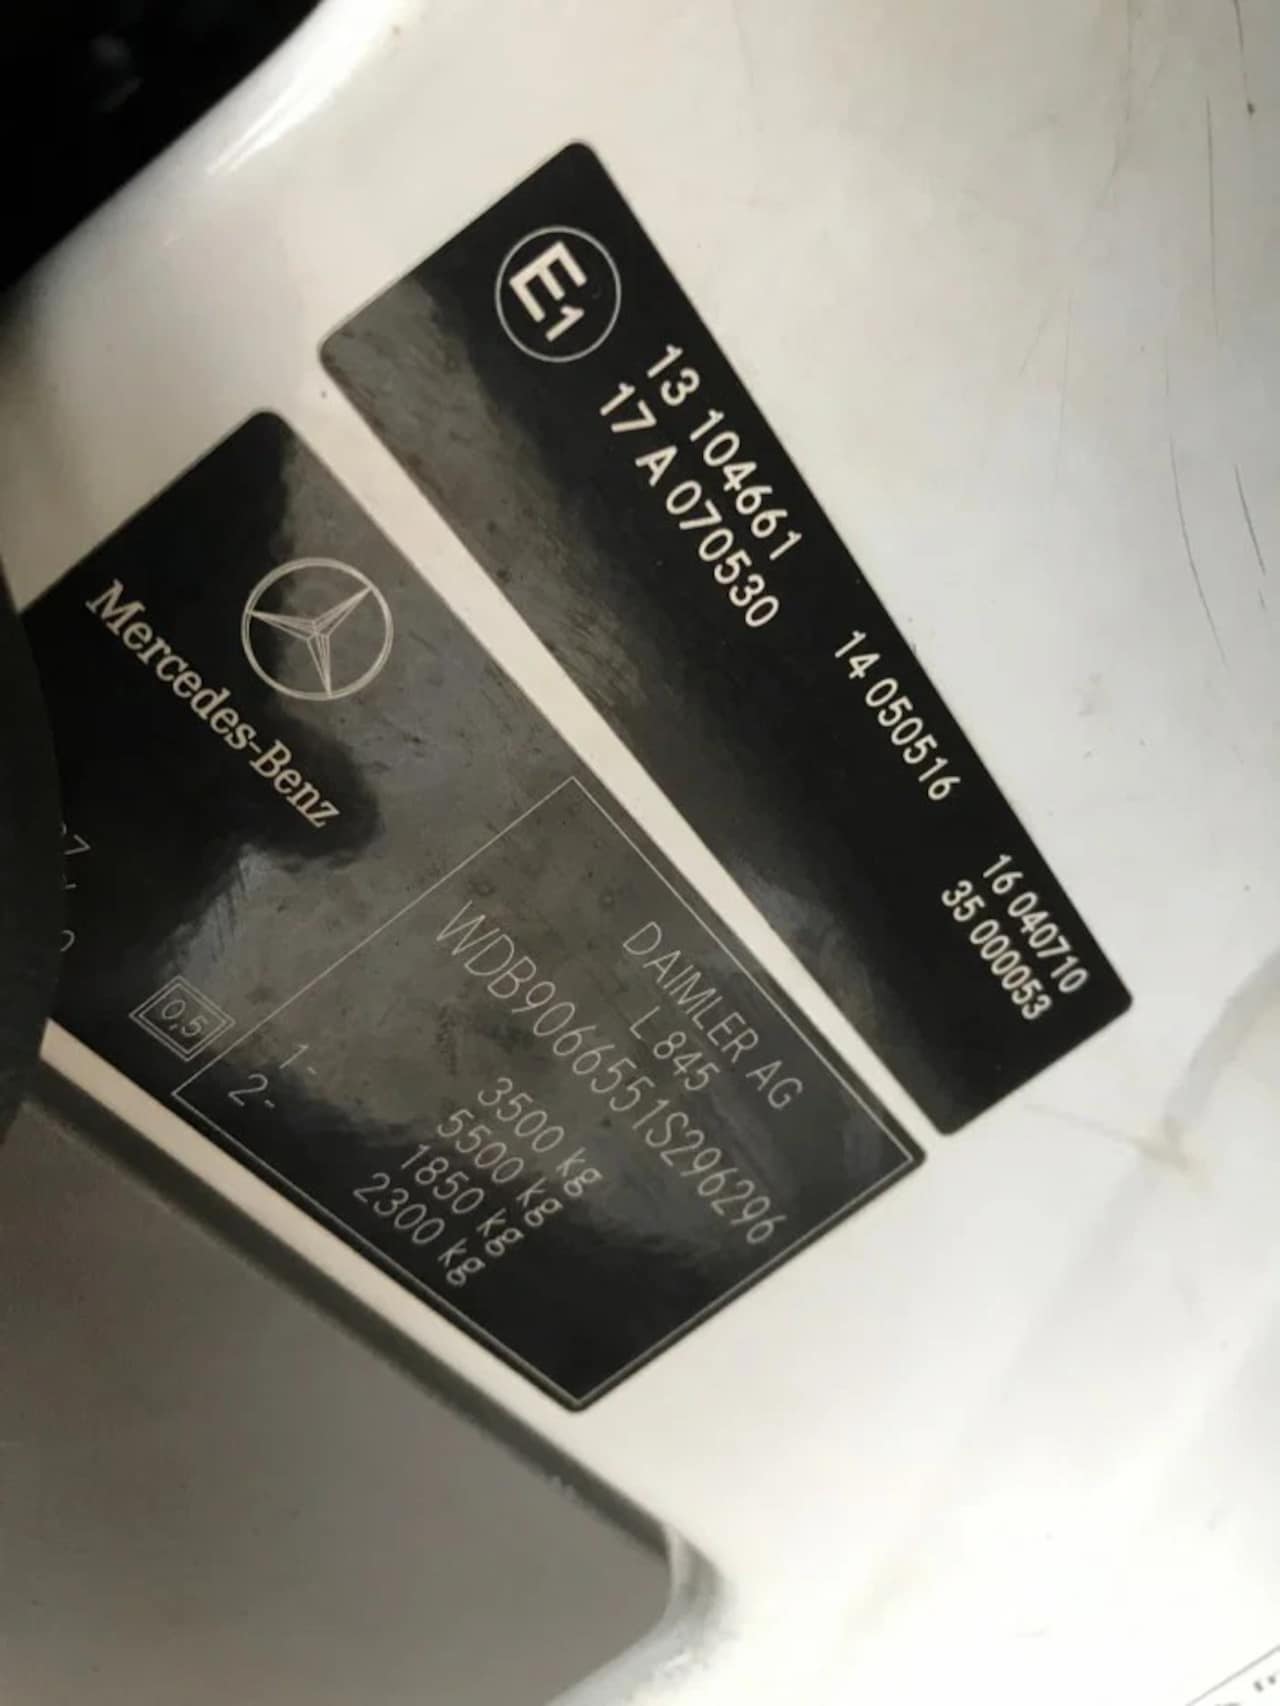 E1
13 104661
14 050516
16 040710
17 A 070530
35 000053
Mercedes-Benz
DAIMLER AG
L 845
WDB9066551S296296
3500 kg
5500 kg
1- 1850 kg
2- 2300 kg
0,5